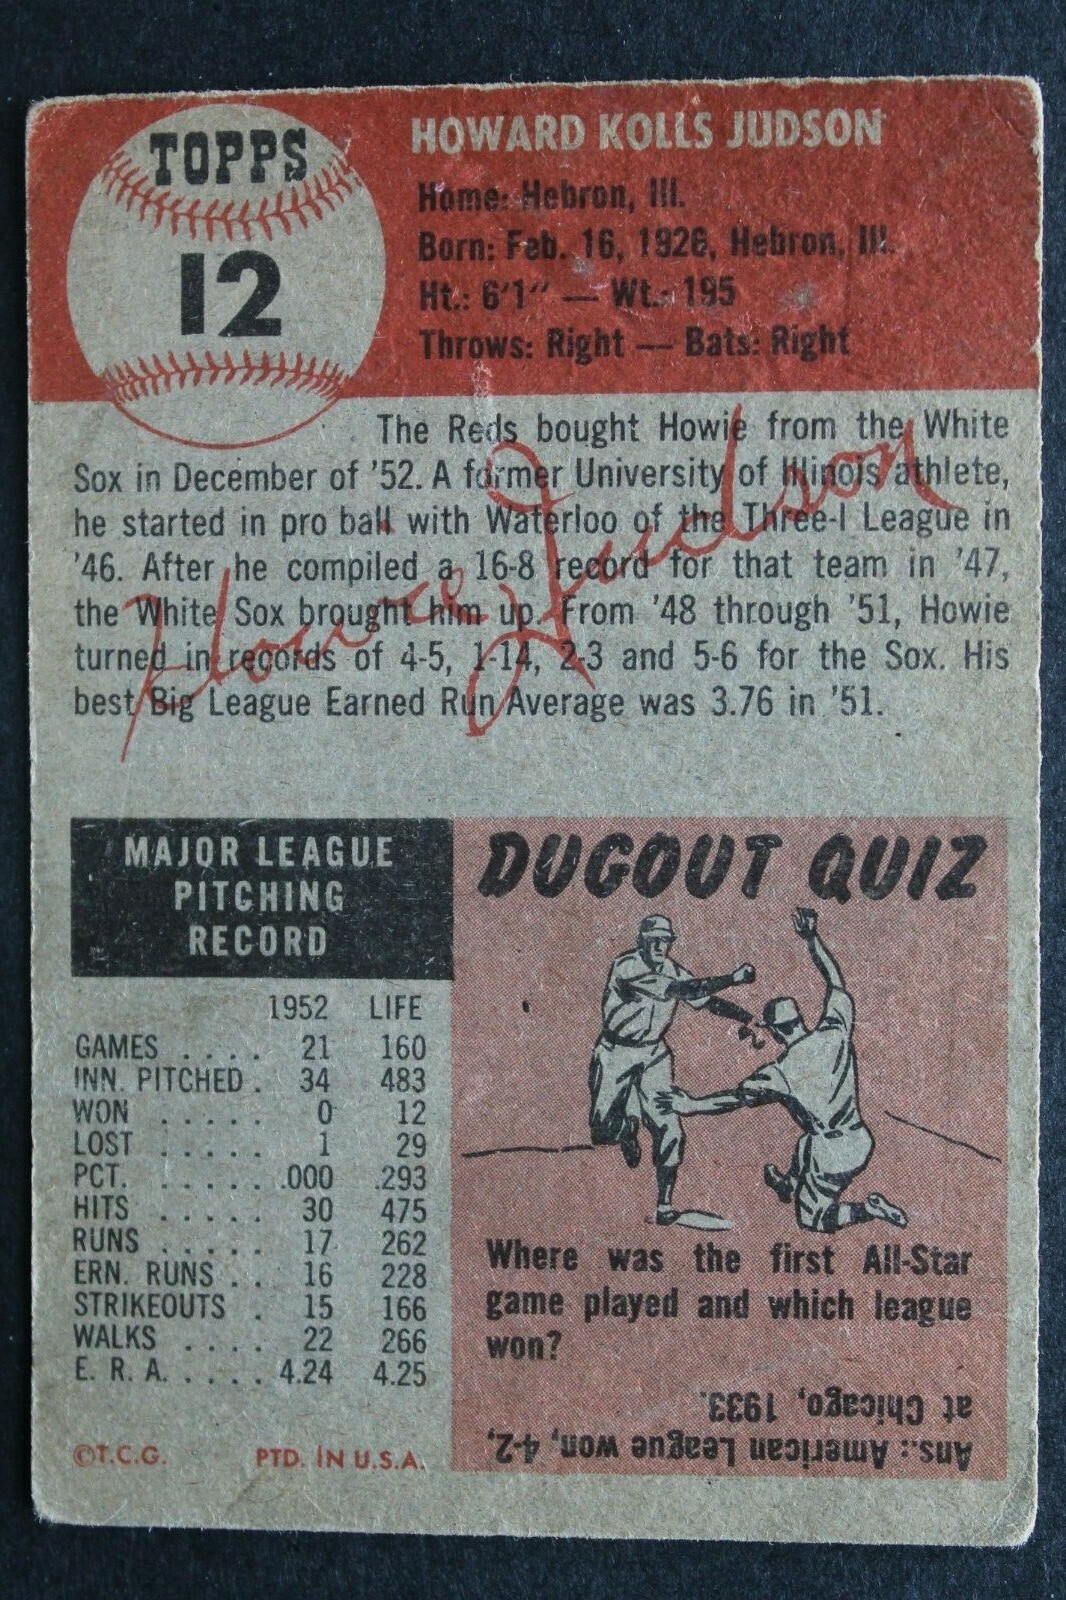 TOPPS
12
HOWARD KOLLS JUDSON
Home: Hebron, Ill.
Born: Feb. 16, 1926, Hebron, Ill.
Ht.: 6'1" — Wt.: 195
Throws: Right — Bats: Right
The Reds bought Howie from the White
Sox in December of '52. A former University of Illinois athlete,
he started in pro ball with Waterloo of the Three-I League in
'46. After he compiled a 16-8 record for that team in '47,
the White Sox brought him up. From '48 through '51, Howie
turned in records of 4-5, 1-14, 2-3 and 5-6 for the Sox. His
best Big League Earned Run Average was 3.76 in '51.
Howie Judson
MAJOR LEAGUE
PITCHING
RECORD
1952 LIFE
GAMES . . . . 21 160
INN. PITCHED . 34 483
WON . . . . . 0 12
LOST . . . . . 1 29
PCT. . . . . . .000 .293
HITS . . . . . 30 475
RUNS . . . . . 17 262
ERN. RUNS . . 16 228
STRIKEOUTS . 15 166
WALKS . . . . 22 266
E. R. A. . . . . 4.24 4.25
©T.C.G. PTD. IN U.S.A.
DUGOUT QUIZ
Where was the first All-Star
game played and which league
won?
Ans.: American League won, 4-2,
at Chicago, 1933.